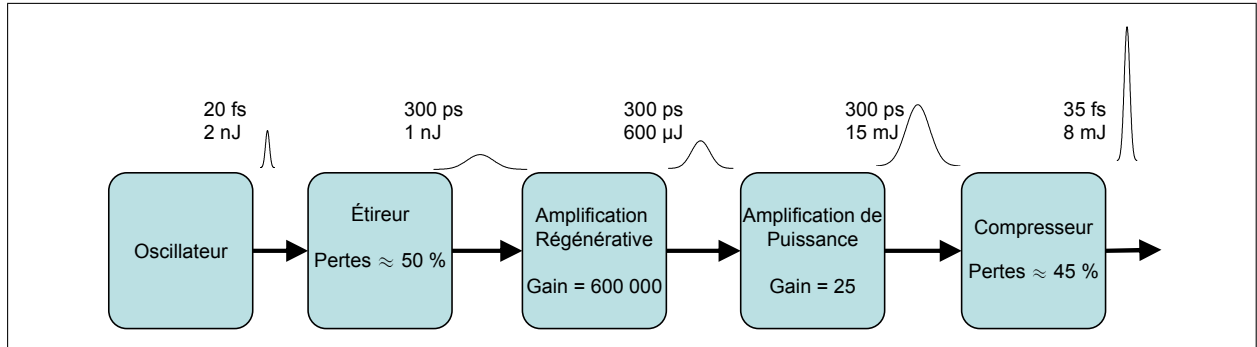 20 fs
2 nJ
300 ps
1 nJ
300 ps
600 µJ
300 ps
15 mJ
35 fs
8 mJ
Oscillateur
Étireur
Pertes ≈ 50 %
Amplification
Régénérative
Gain = 600 000
Amplification de
Puissance
Gain = 25
Compresseur
Pertes ≈ 45 %